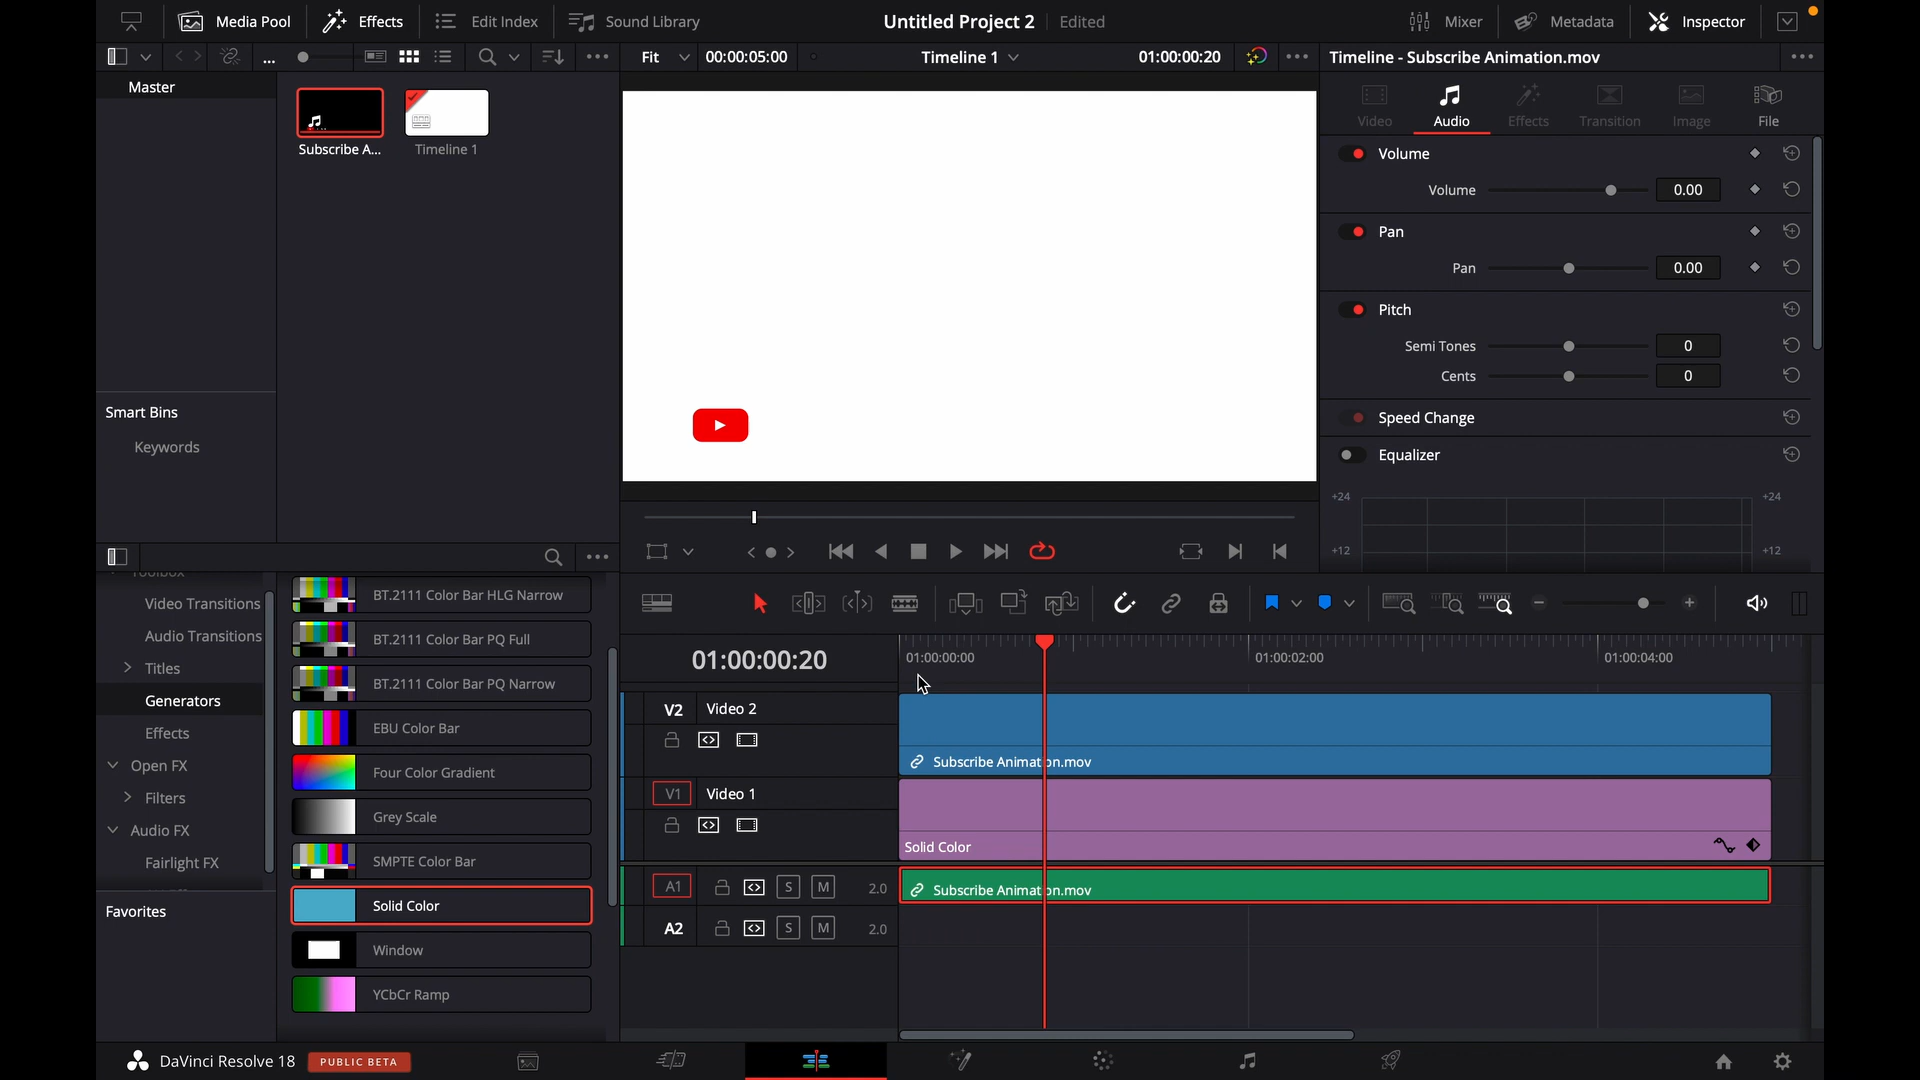 Media Pool
Effects
Edit Index
Sound Library
Untitled Project 2
Edited
Mixer
Metadata
Inspector
...
Fit
00:00:05:00
Timeline 1
01:00:00:20
Timeline - Subscribe Animation.mov
Master
Subscribe A...
Timeline 1
Video
Audio
Effects
Transition
Image
File
Volume
Volume
0.00
Pan
Pan
0.00
Pitch
Semi Tones
0
Cents
0
Speed Change
Equalizer
+24
+24
+12
+12
Smart Bins
Keywords
Toolbox
Video Transitions
Audio Transitions
Titles
Generators
Effects
Open FX
Filters
Audio FX
Fairlight FX
Favorites
BT.2111 Color Bar HLG Narrow
BT.2111 Color Bar PQ Full
BT.2111 Color Bar PQ Narrow
EBU Color Bar
Four Color Gradient
Grey Scale
SMPTE Color Bar
Solid Color
Window
YCbCr Ramp
01:00:00:20
01:00:00:00
01:00:02:00
01:00:04:00
V2
Video 2
Subscribe Animation.mov
V1
Video 1
Solid Color
A1
S
M
2.0
Subscribe Animation.mov
A2
S
M
2.0
DaVinci Resolve 18
PUBLIC BETA